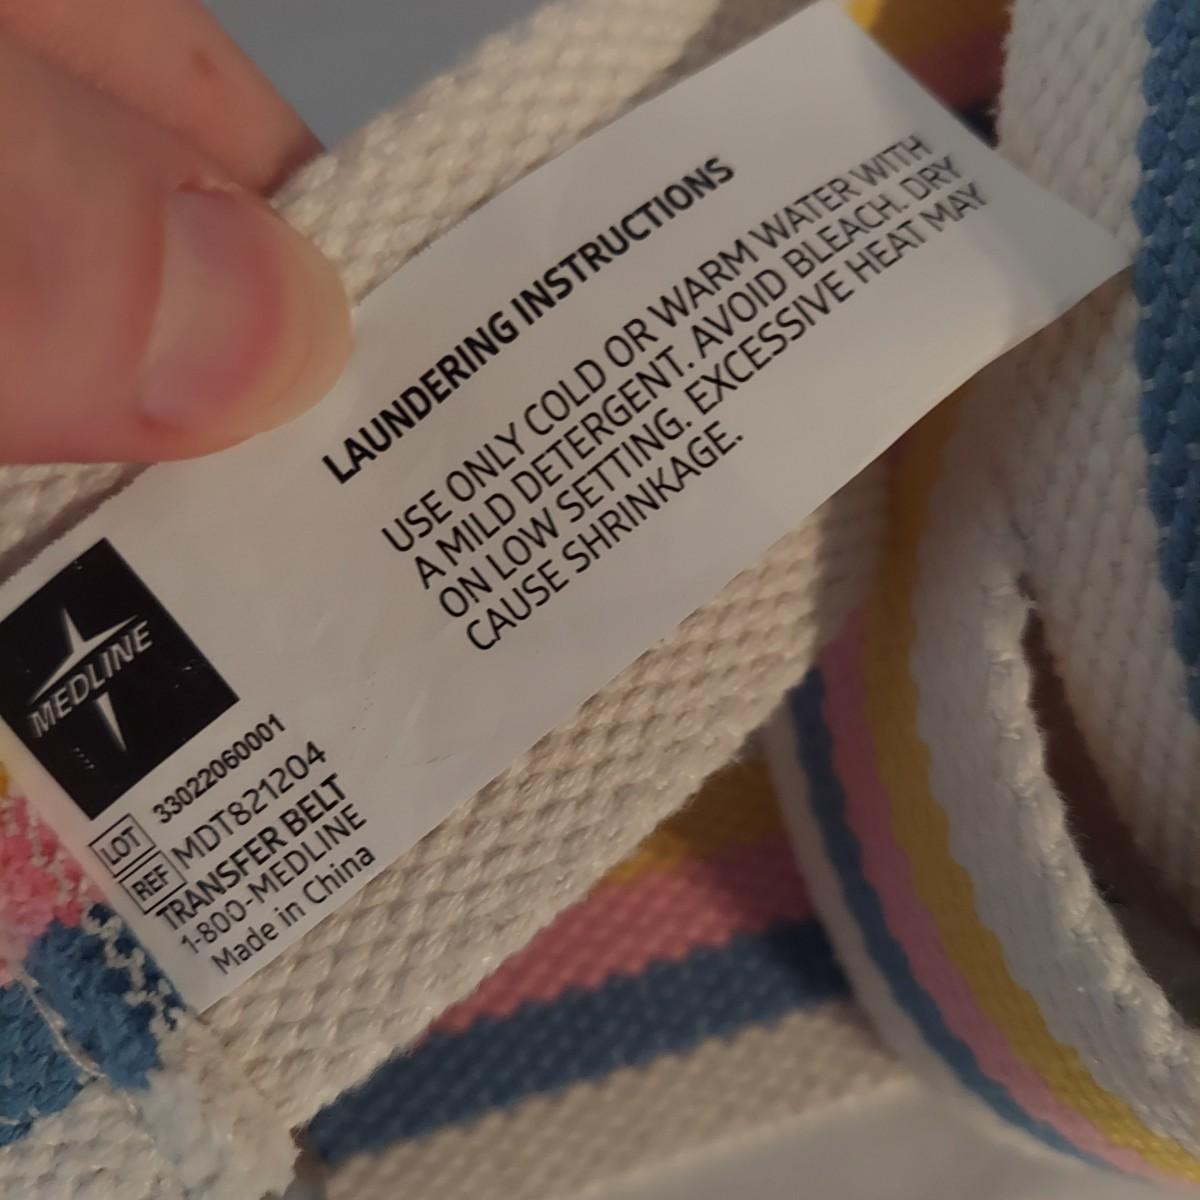 LAUNDERING INSTRUCTIONS
USE ONLY COLD OR WARM WATER WITH
A MILD DETERGENT. AVOID BLEACH. DRY
ON LOW SETTING. EXCESSIVE HEAT MAY
CAUSE SHRINKAGE.
MEDLINE
LOT 33022060001
REF MDT821204
TRANSFER BELT
1-800-MEDLINE
Made in China